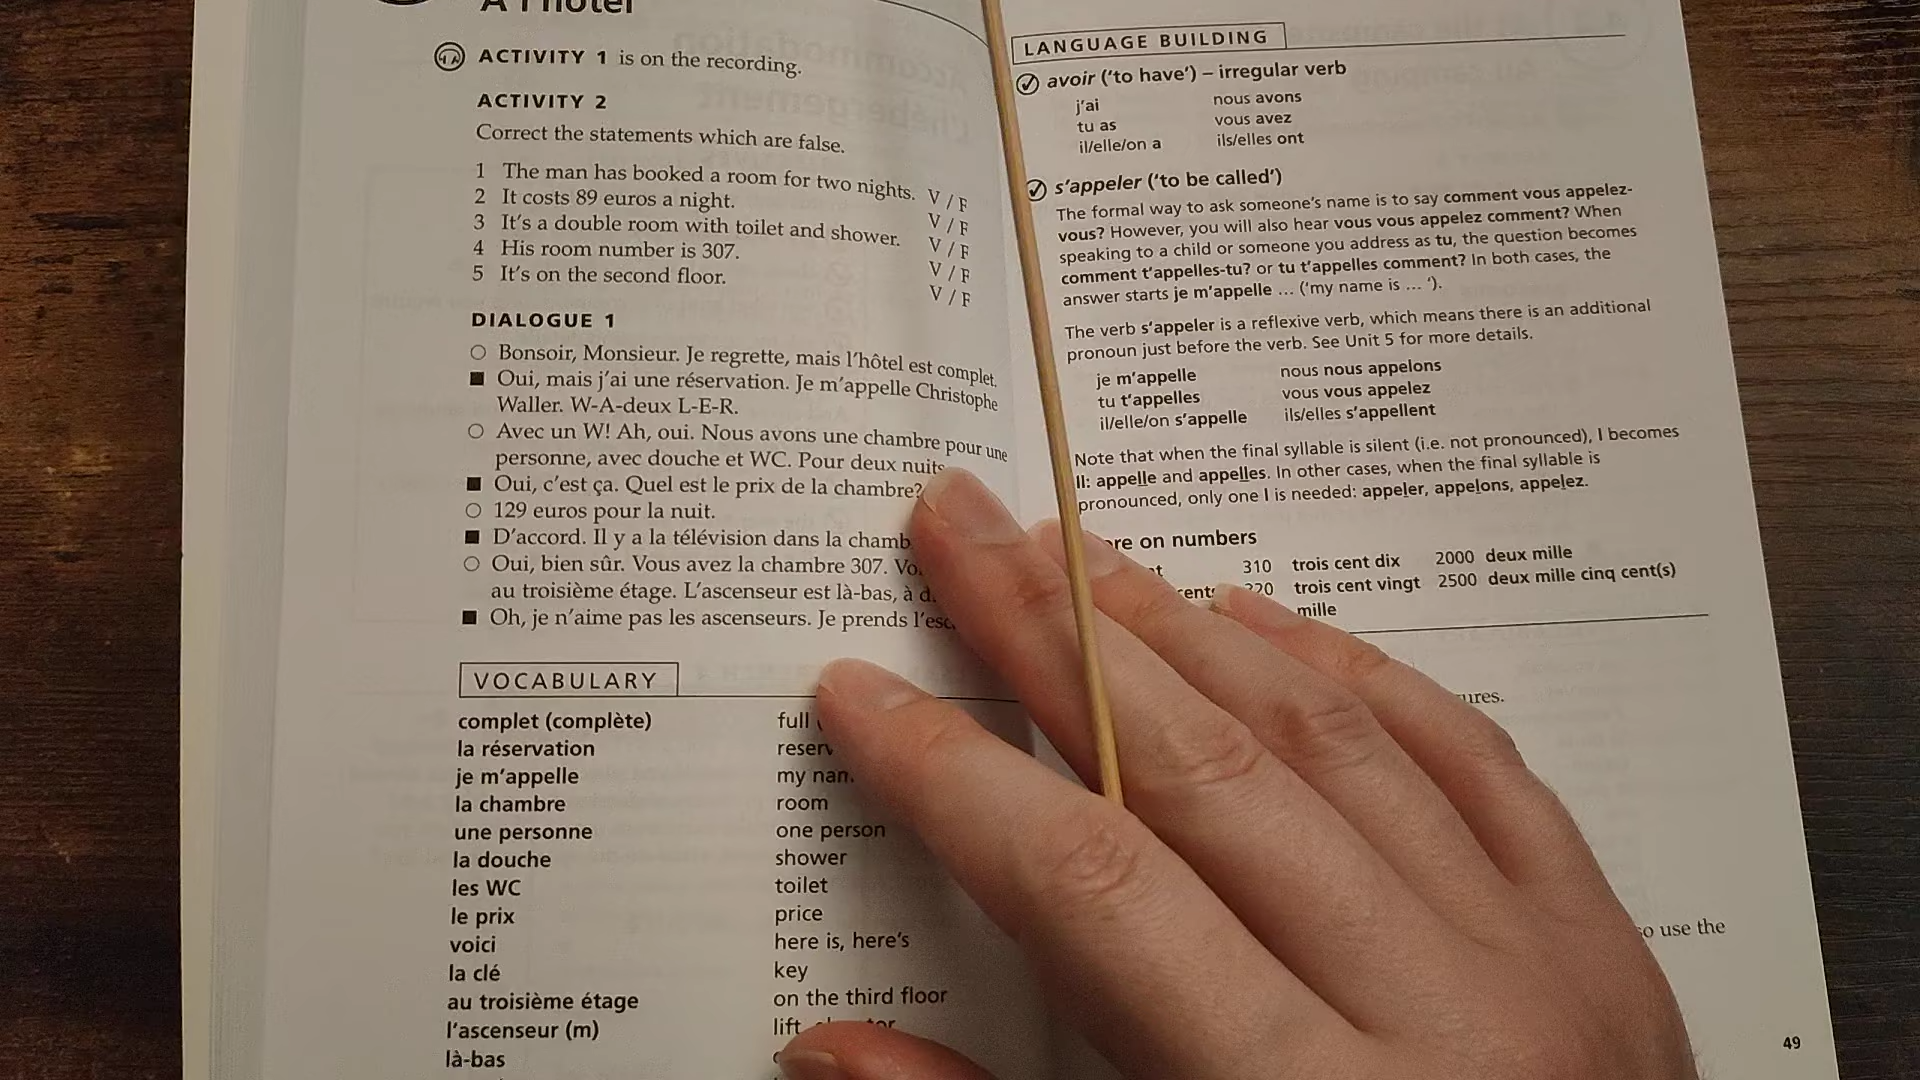 À l'hôtel
ACTIVITY 1 is on the recording.
ACTIVITY 2
Correct the statements which are false.
1 The man has booked a room for two nights. V / F
2 It costs 89 euros a night. V / F
3 It's a double room with toilet and shower. V / F
4 His room number is 307. V / F
5 It's on the second floor. V / F
DIALOGUE 1
○ Bonsoir, Monsieur. Je regrette, mais l'hôtel est complet.
■ Oui, mais j'ai une réservation. Je m'appelle Christophe
Waller. W-A-deux L-E-R.
○ Avec un W! Ah, oui. Nous avons une chambre pour une
personne, avec douche et WC. Pour deux nuits
■ Oui, c'est ça. Quel est le prix de la chambre?
○ 129 euros pour la nuit.
■ D'accord. Il y a la télévision dans la
○ Oui, bien sûr. Vous avez la chambre 307.
au troisième étage. L'ascenseur est là-bas, à
■ Oh, je n'aime pas les ascenseurs. Je prends
VOCABULARY
complet (complète) full
la réservation
je m'appelle my
la chambre room
une personne one person
la douche shower
les WC toilet
le prix price
voici here is, here's
la clé key
au troisième étage on the third floor
l'ascenseur (m) lift
là-bas
LANGUAGE BUILDING
avoir ('to have') – irregular verb
j'ai nous avons
tu as vous avez
il/elle/on a ils/elles ont
s'appeler ('to be called')
The formal way to ask someone's name is to say comment vous appelez-
vous? However, you will also hear vous vous appelez comment? When
speaking to a child or someone you address as tu, the question becomes
comment t'appelles-tu? or tu t'appelles comment? In both cases, the
answer starts je m'appelle ... ('my name is ... ').
The verb s'appeler is a reflexive verb, which means there is an additional
pronoun just before the verb. See Unit 5 for more details.
je m'appelle nous nous appelons
tu t'appelles vous vous appelez
il/elle/on s'appelle ils/elles s'appellent
Note that when the final syllable is silent (i.e. not pronounced), l becomes
ll: appelle and appelles. In other cases, when the final syllable is
pronounced, only one l is needed: appeler, appelons, appelez.
on numbers
310 trois cent dix 2000 deux mille
trois cent vingt 2500 deux mille cinq cent(s)
mille
use the
49